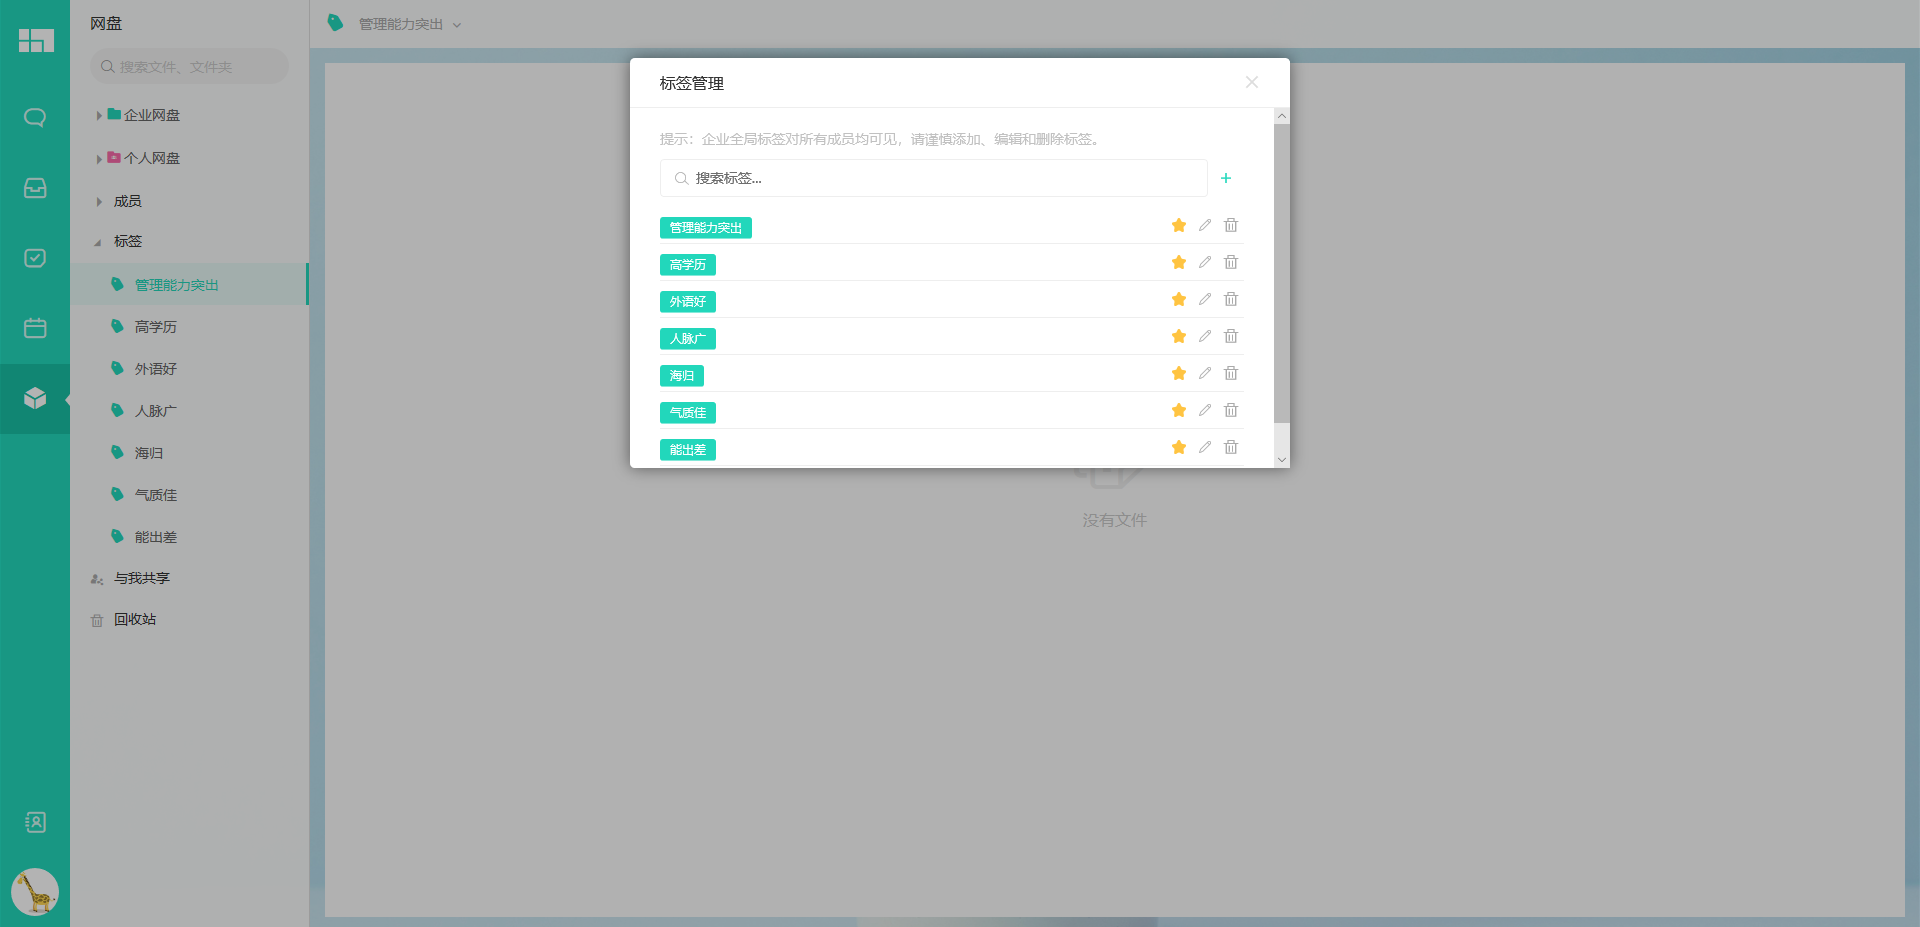 网盘
搜索文件、文件夹
企业网盘
个人网盘
成员
标签
管理能力突出
高学历
外语好
人脉广
海归
气质佳
能出差
与我共享
回收站
管理能力突出
标签管理
提示：企业全局标签对所有成员均可见，请谨慎添加、编辑和删除标签。
搜索标签...
管理能力突出
高学历
外语好
人脉广
海归
气质佳
能出差
没有文件